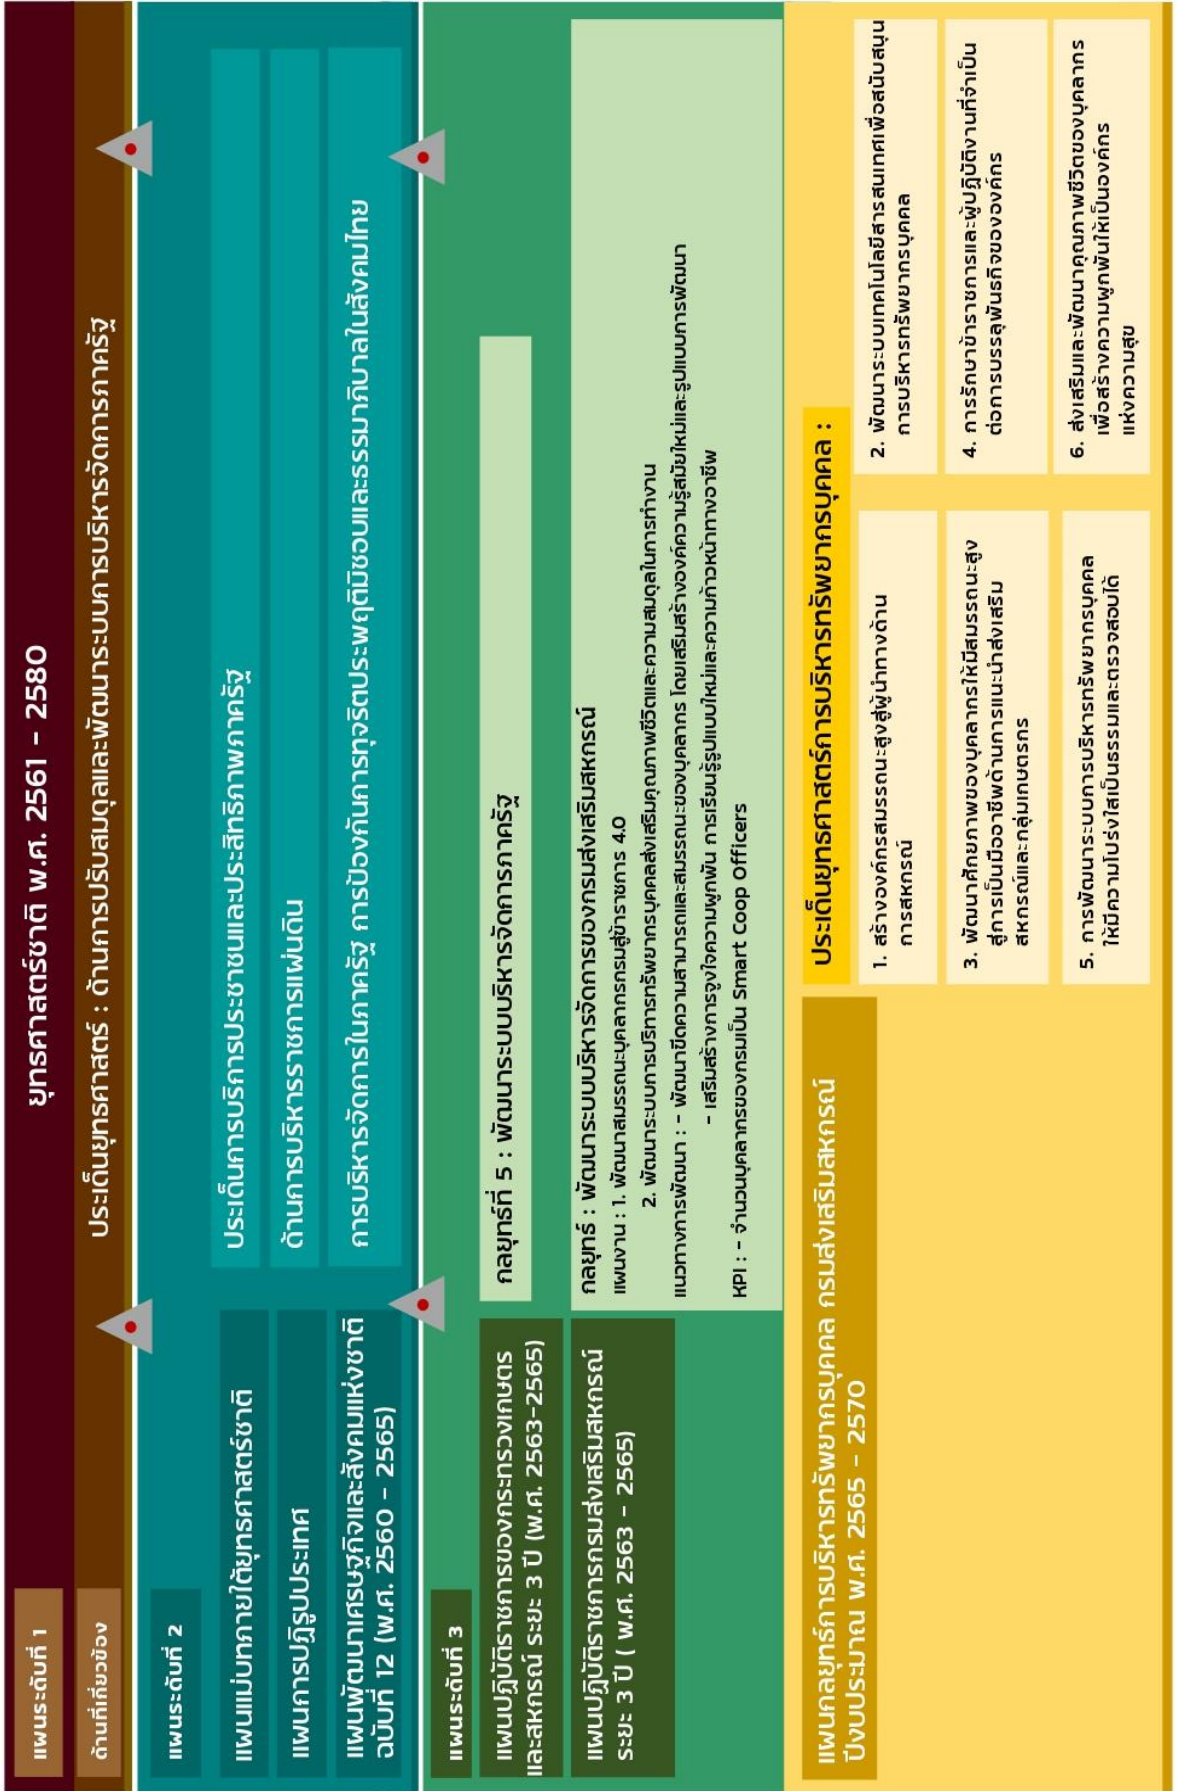 แผนระดับที่ 1
ยุทธศาสตร์ชาติ พ.ศ. 2561 - 2580
ด้านที่เกี่ยวข้อง
ประเด็นยุทธศาสตร์ : ด้านการปรับสมดุลและพัฒนาระบบการบริหารจัดการภาครัฐ
แผนระดับที่ 2
แผนแม่บทภายใต้ยุทธศาสตร์ชาติ
ประเด็นการบริการประชาชนและประสิทธิภาพภาครัฐ
แผนการปฏิรูปประเทศ
ด้านการบริหารราชการแผ่นดิน
แผนพัฒนาเศรษฐกิจและสังคมแห่งชาติ
ฉบับที่ 12 (พ.ศ. 2560 - 2565)
การบริหารจัดการในภาครัฐ การป้องกันการทุจริตประพฤติมิชอบและธรรมาภิบาลในสังคมไทย
แผนระดับที่ 3
แผนปฏิบัติราชการของกระทรวงเกษตร
และสหกรณ์ ระยะ 3 ปี (พ.ศ. 2563-2565)
กลยุทธ์ที่ 5 : พัฒนาระบบบริหารจัดการภาครัฐ
แผนปฏิบัติราชการกรมส่งเสริมสหกรณ์
ระยะ 3 ปี ( พ.ศ. 2563 - 2565)
กลยุทธ์ : พัฒนาระบบบริหารจัดการของกรมส่งเสริมสหกรณ์
แผนงาน : 1. พัฒนาสมรรถนะบุคลากรกรมสู่ข้าราชการ 4.0
2. พัฒนาระบบการบริการทรัพยากรบุคคลส่งเสริมคุณภาพชีวิตและความสมดุลในการทำงาน
แนวทางการพัฒนา : - พัฒนาขีดความสามารถและสมรรถนะของบุคลากร โดยเสริมสร้างองค์ความรู้สมัยใหม่และรูปแบบการพัฒนา
- เสริมสร้างการจูงใจความผูกพัน การเรียนรู้รูปแบบใหม่และความก้าวหน้าทางอาชีพ
KPI : - จำนวนบุคลากรของกรมเป็น Smart Coop Officers
แผนกลยุทธ์การบริหารทรัพยากรบุคคล กรมส่งเสริมสหกรณ์
ปีงบประมาณ พ.ศ. 2565 - 2570
ประเด็นยุทธศาสตร์การบริหารทรัพยากรบุคคล :
1. สร้างองค์กรสมรรถนะสูงสู่ผู้นำทางด้าน
การสหกรณ์
2. พัฒนาระบบเทคโนโลยีสารสนเทศเพื่อสนับสนุน
การบริหารทรัพยากรบุคคล
3. พัฒนาศักยภาพของบุคลากรให้มีสมรรถนะสูง
สู่การเป็นมืออาชีพด้านการแนะนำส่งเสริม
สหกรณ์และกลุ่มเกษตรกร
4. การรักษาข้าราชการและผู้ปฏิบัติงานที่จำเป็น
ต่อการบรรลุพันธกิจขององค์กร
5. การพัฒนาระบบการบริหารทรัพยากรบุคคล
ให้มีความโปร่งใสเป็นธรรมและตรวจสอบได้
6. ส่งเสริมและพัฒนาคุณภาพชีวิตของบุคลากร
เพื่อสร้างความผูกพันให้เป็นองค์กร
แห่งความสุข